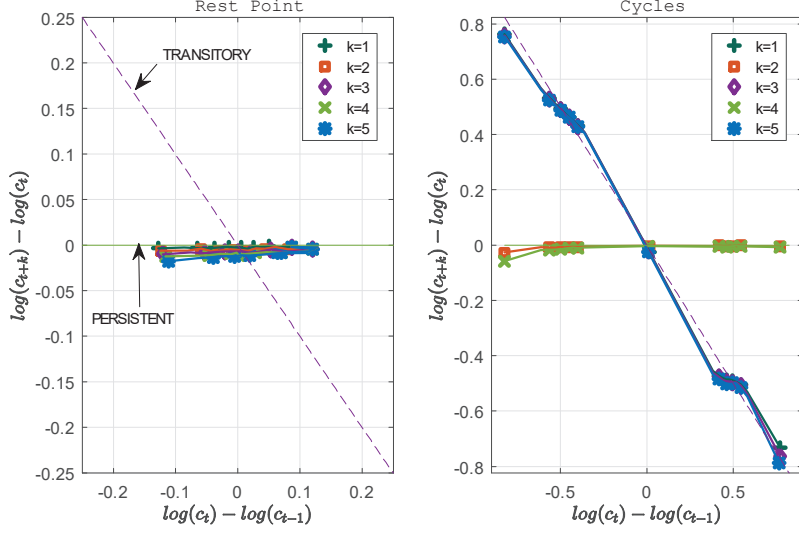 Rest Point
0.25
0.2
0.15
0.1
0.05
0
-0.05
-0.1
-0.15
-0.2
-0.25
-0.2
-0.1
0
0.1
0.2
log(c_{t+k}) − log(c_t)
log(c_t) − log(c_{t−1})
TRANSITORY
PERSISTENT
k=1
k=2
k=3
k=4
k=5
Cycles
0.8
0.6
0.4
0.2
0
-0.2
-0.4
-0.6
-0.8
-0.5
0
0.5
log(c_{t+k}) − log(c_t)
log(c_t) − log(c_{t−1})
k=1
k=2
k=3
k=4
k=5